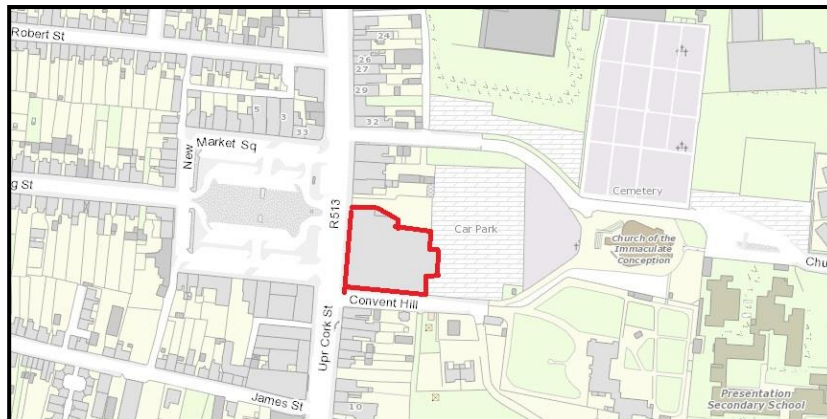 Robert St
24
26
27
29
32
5
3
33
Market Sq
New
g St
R513
Cemetery
Car Park
Church of the
Immaculate
Conception
Chu
Convent Hill
Upr Cork St
James St
10
Presentation
Secondary School